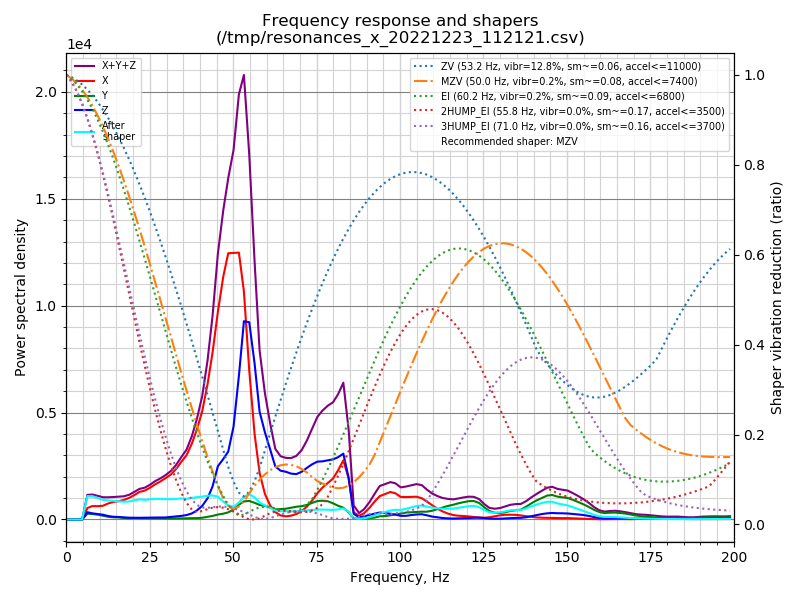 Frequency response and shapers
(/tmp/resonances_x_20221223_112121.csv)
1e4
X+Y+Z
X
Y
Z
After
shaper
ZV (53.2 Hz, vibr=12.8%, sm~=0.06, accel<=11000)
MZV (50.0 Hz, vibr=0.2%, sm~=0.08, accel<=7400)
EI (60.2 Hz, vibr=0.2%, sm~=0.09, accel<=6800)
2HUMP_EI (55.8 Hz, vibr=0.0%, sm~=0.17, accel<=3500)
3HUMP_EI (71.0 Hz, vibr=0.0%, sm~=0.16, accel<=3700)
Recommended shaper: MZV
Power spectral density
2.0
1.5
1.0
0.5
0.0
1.0
0.8
0.6
0.4
0.2
0.0
Shaper vibration reduction (ratio)
0 25 50 75 100 125 150 175 200
Frequency, Hz